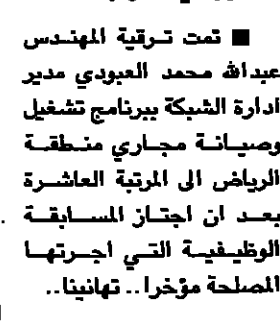 ■ تمت ترقية المهندس
عبدالله محمد العبودي مدير
ادارة الشبكة ببرنامج تشغيل
وصيانة مجاري منطقة
الرياض الى المرتبة العاشرة
بعد ان اجتاز المسابقة
الوظيفية التي اجرتها
المصلحة مؤخرا.. تهانينا..